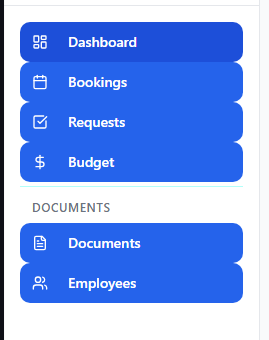 Dashboard
Bookings
Requests
Budget
DOCUMENTS
Documents
Employees